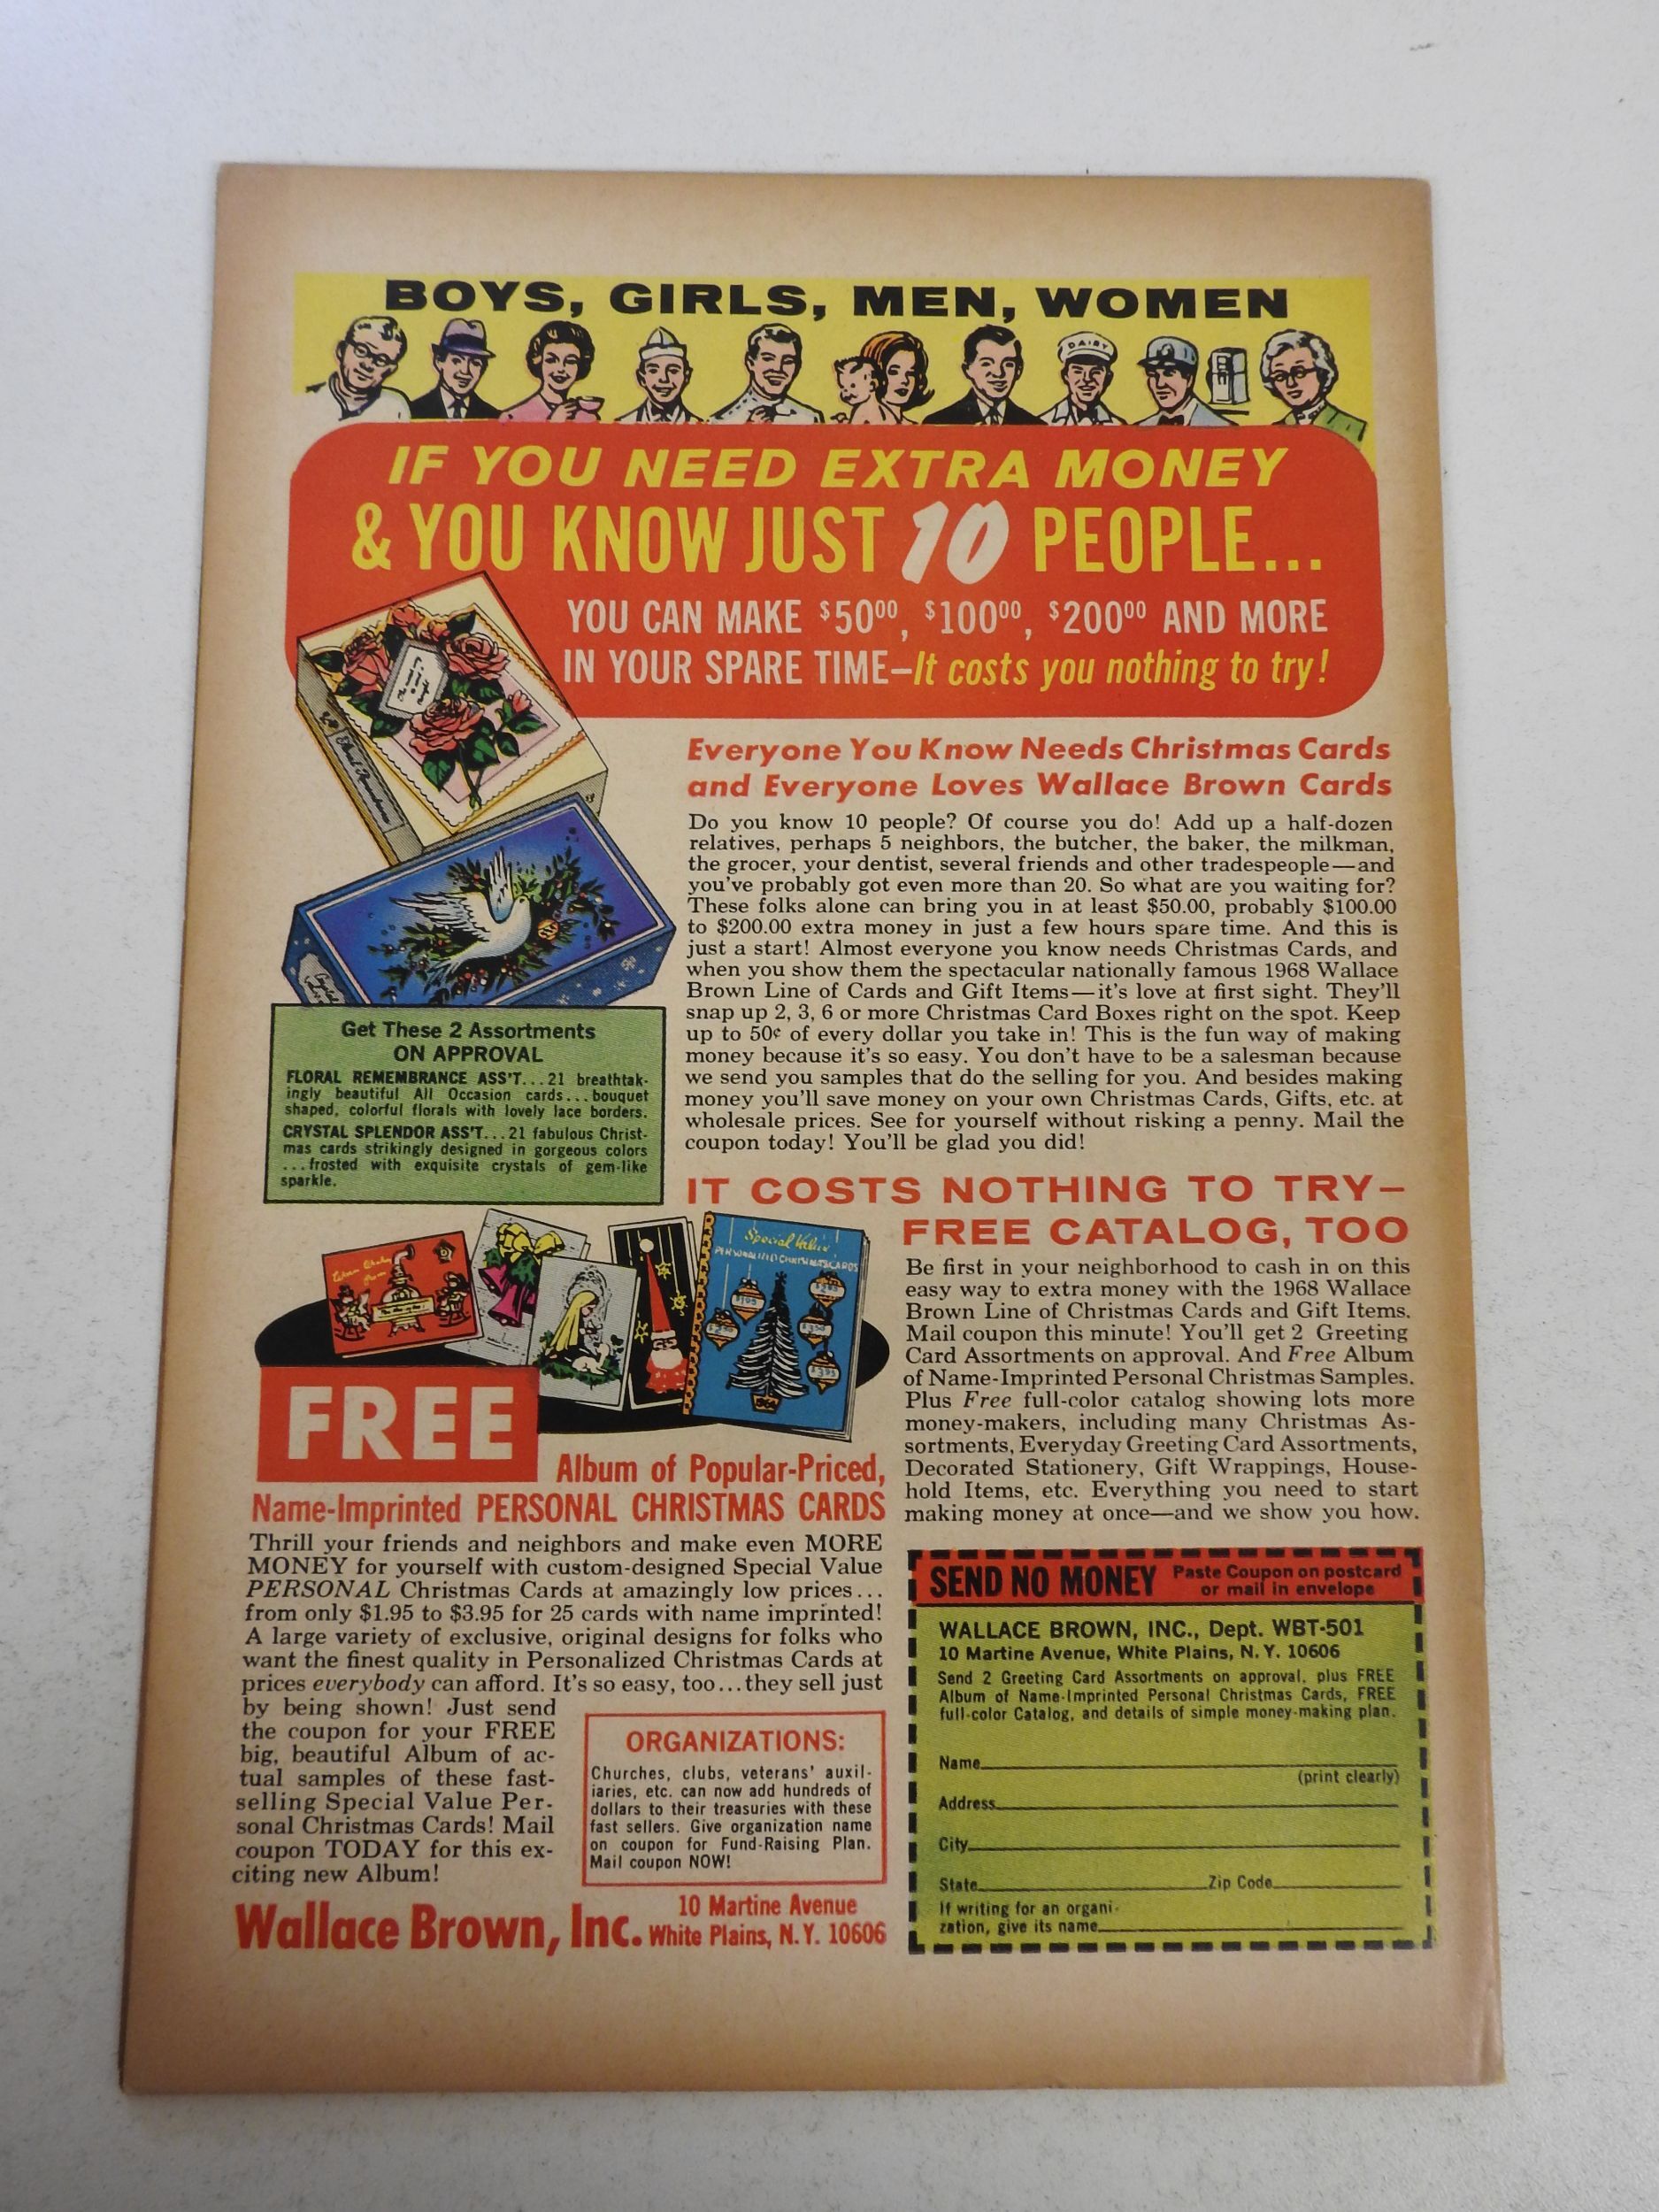 BOYS, GIRLS, MEN, WOMEN
DAIRY
IF YOU NEED EXTRA MONEY
& YOU KNOW JUST 10 PEOPLE...
YOU CAN MAKE $50⁰⁰, $100⁰⁰, $200⁰⁰ AND MORE
IN YOUR SPARE TIME—It costs you nothing to try!
Everyone You Know Needs Christmas Cards
and Everyone Loves Wallace Brown Cards
Do you know 10 people? Of course you do! Add up a half-dozen
relatives, perhaps 5 neighbors, the butcher, the baker, the milkman,
the grocer, your dentist, several friends and other tradespeople—and
you've probably got even more than 20. So what are you waiting for?
These folks alone can bring you in at least $50.00, probably $100.00
to $200.00 extra money in just a few hours spare time. And this is
just a start! Almost everyone you know needs Christmas Cards, and
when you show them the spectacular nationally famous 1968 Wallace
Brown Line of Cards and Gift Items—it's love at first sight. They'll
snap up 2, 3, 6 or more Christmas Card Boxes right on the spot. Keep
up to 50¢ of every dollar you take in! This is the fun way of making
money because it's so easy. You don't have to be a salesman because
we send you samples that do the selling for you. And besides making
money you'll save money on your own Christmas Cards, Gifts, etc. at
wholesale prices. See for yourself without risking a penny. Mail the
coupon today! You'll be glad you did!
Get These 2 Assortments
ON APPROVAL
FLORAL REMEMBRANCE ASS'T...21 breathtak-
ingly beautiful All Occasion cards...bouquet
shaped, colorful florals with lovely lace borders.
CRYSTAL SPLENDOR ASS'T...21 fabulous Christ-
mas cards strikingly designed in gorgeous colors
...frosted with exquisite crystals of gem-like
sparkle.
IT COSTS NOTHING TO TRY—
FREE CATALOG, TOO
Be first in your neighborhood to cash in on this
easy way to extra money with the 1968 Wallace
Brown Line of Christmas Cards and Gift Items.
Mail coupon this minute! You'll get 2 Greeting
Card Assortments on approval. And Free Album
of Name-Imprinted Personal Christmas Samples.
Plus Free full-color catalog showing lots more
money-makers, including many Christmas As-
sortments, Everyday Greeting Card Assortments,
Decorated Stationery, Gift Wrappings, House-
hold Items, etc. Everything you need to start
making money at once—and we show you how.
Special Value
PERSONALIZED CHRISTMAS CARDS
FREE
Album of Popular-Priced,
Name-Imprinted PERSONAL CHRISTMAS CARDS
Thrill your friends and neighbors and make even MORE
MONEY for yourself with custom-designed Special Value
PERSONAL Christmas Cards at amazingly low prices...
from only $1.95 to $3.95 for 25 cards with name imprinted!
A large variety of exclusive, original designs for folks who
want the finest quality in Personalized Christmas Cards at
prices everybody can afford. It's so easy, too...they sell just
by being shown! Just send
the coupon for your FREE
big, beautiful Album of ac-
tual samples of these fast-
selling Special Value Per-
sonal Christmas Cards! Mail
coupon TODAY for this ex-
citing new Album!
ORGANIZATIONS:
Churches, clubs, veterans' auxil-
iaries, etc. can now add hundreds of
dollars to their treasuries with these
fast sellers. Give organization name
on coupon for Fund-Raising Plan.
Mail coupon NOW!
Wallace Brown, Inc.
10 Martine Avenue
White Plains, N.Y. 10606
SEND NO MONEY
Paste Coupon on postcard
or mail in envelope
WALLACE BROWN, INC., Dept. WBT-501
10 Martine Avenue, White Plains, N.Y. 10606
Send 2 Greeting Card Assortments on approval, plus FREE
Album of Name-Imprinted Personal Christmas Cards, FREE
full-color Catalog, and details of simple money-making plan.
Name
(print clearly)
Address
City
State Zip Code
If writing for an organi-
zation, give its name